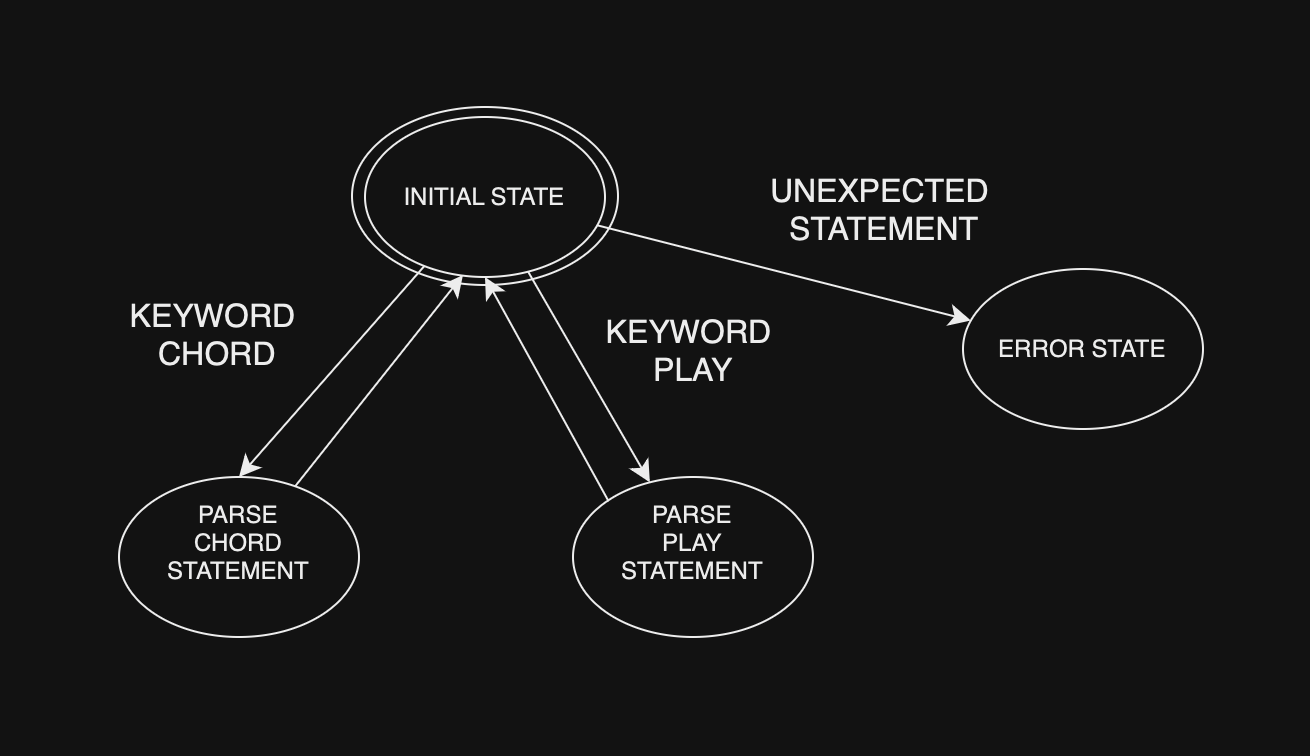 INITIAL STATE
UNEXPECTED
STATEMENT
KEYWORD
CHORD
KEYWORD
PLAY
ERROR STATE
PARSE
CHORD
STATEMENT
PARSE
PLAY
STATEMENT